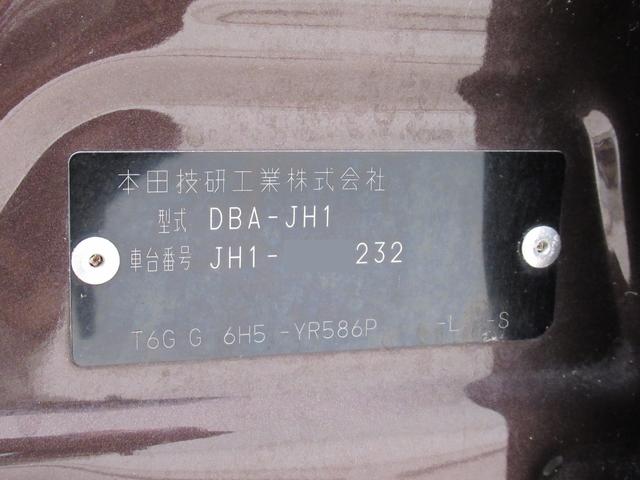 本田技研工業株式会社
型式 DBA-JH1
車台番号 JH1- 232
T6G G 6H5 -YR586P -L -S